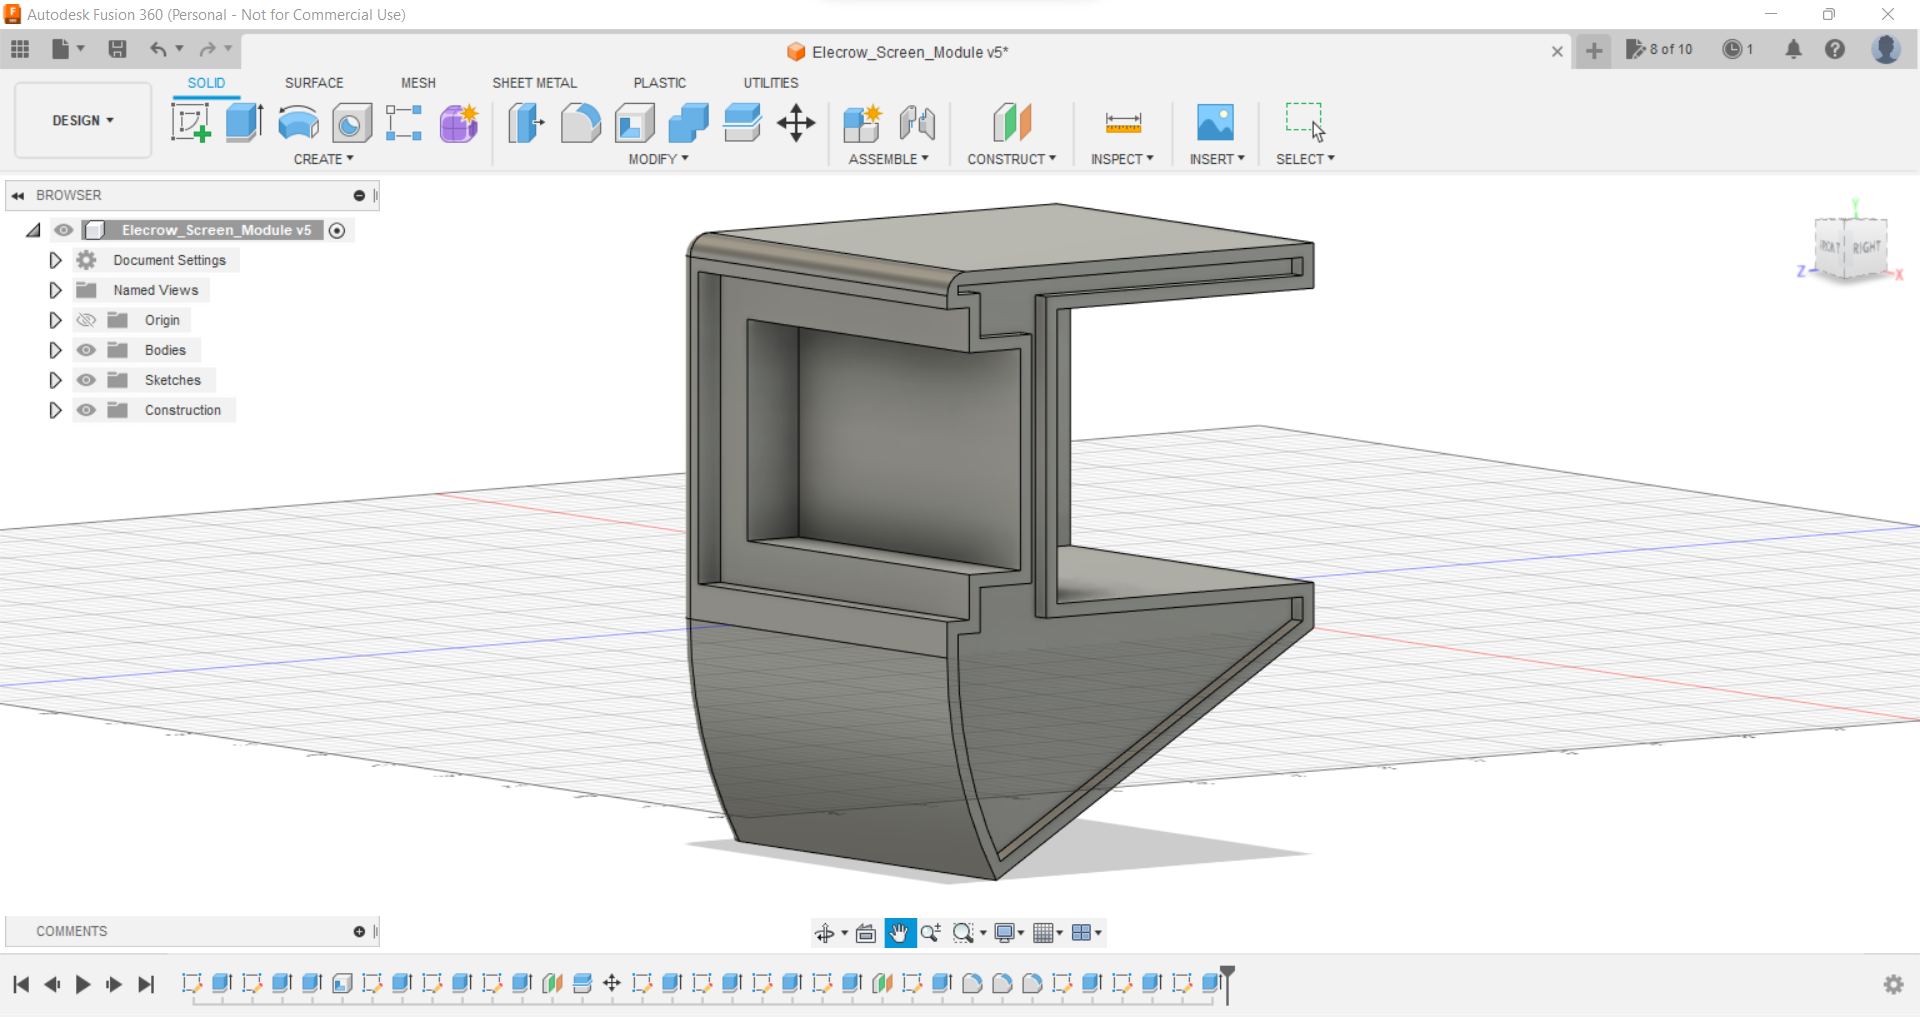 Autodesk Fusion 360 (Personal - Not for Commercial Use)
Elecrow_Screen_Module v5*
8 of 10
1
SOLID
SURFACE
MESH
SHEET METAL
PLASTIC
UTILITIES
DESIGN
CREATE
MODIFY
ASSEMBLE
CONSTRUCT
INSPECT
INSERT
SELECT
BROWSER
Elecrow_Screen_Module v5
Document Settings
Named Views
Origin
Bodies
Sketches
Construction
Y
FRONT
RIGHT
Z
X
COMMENTS